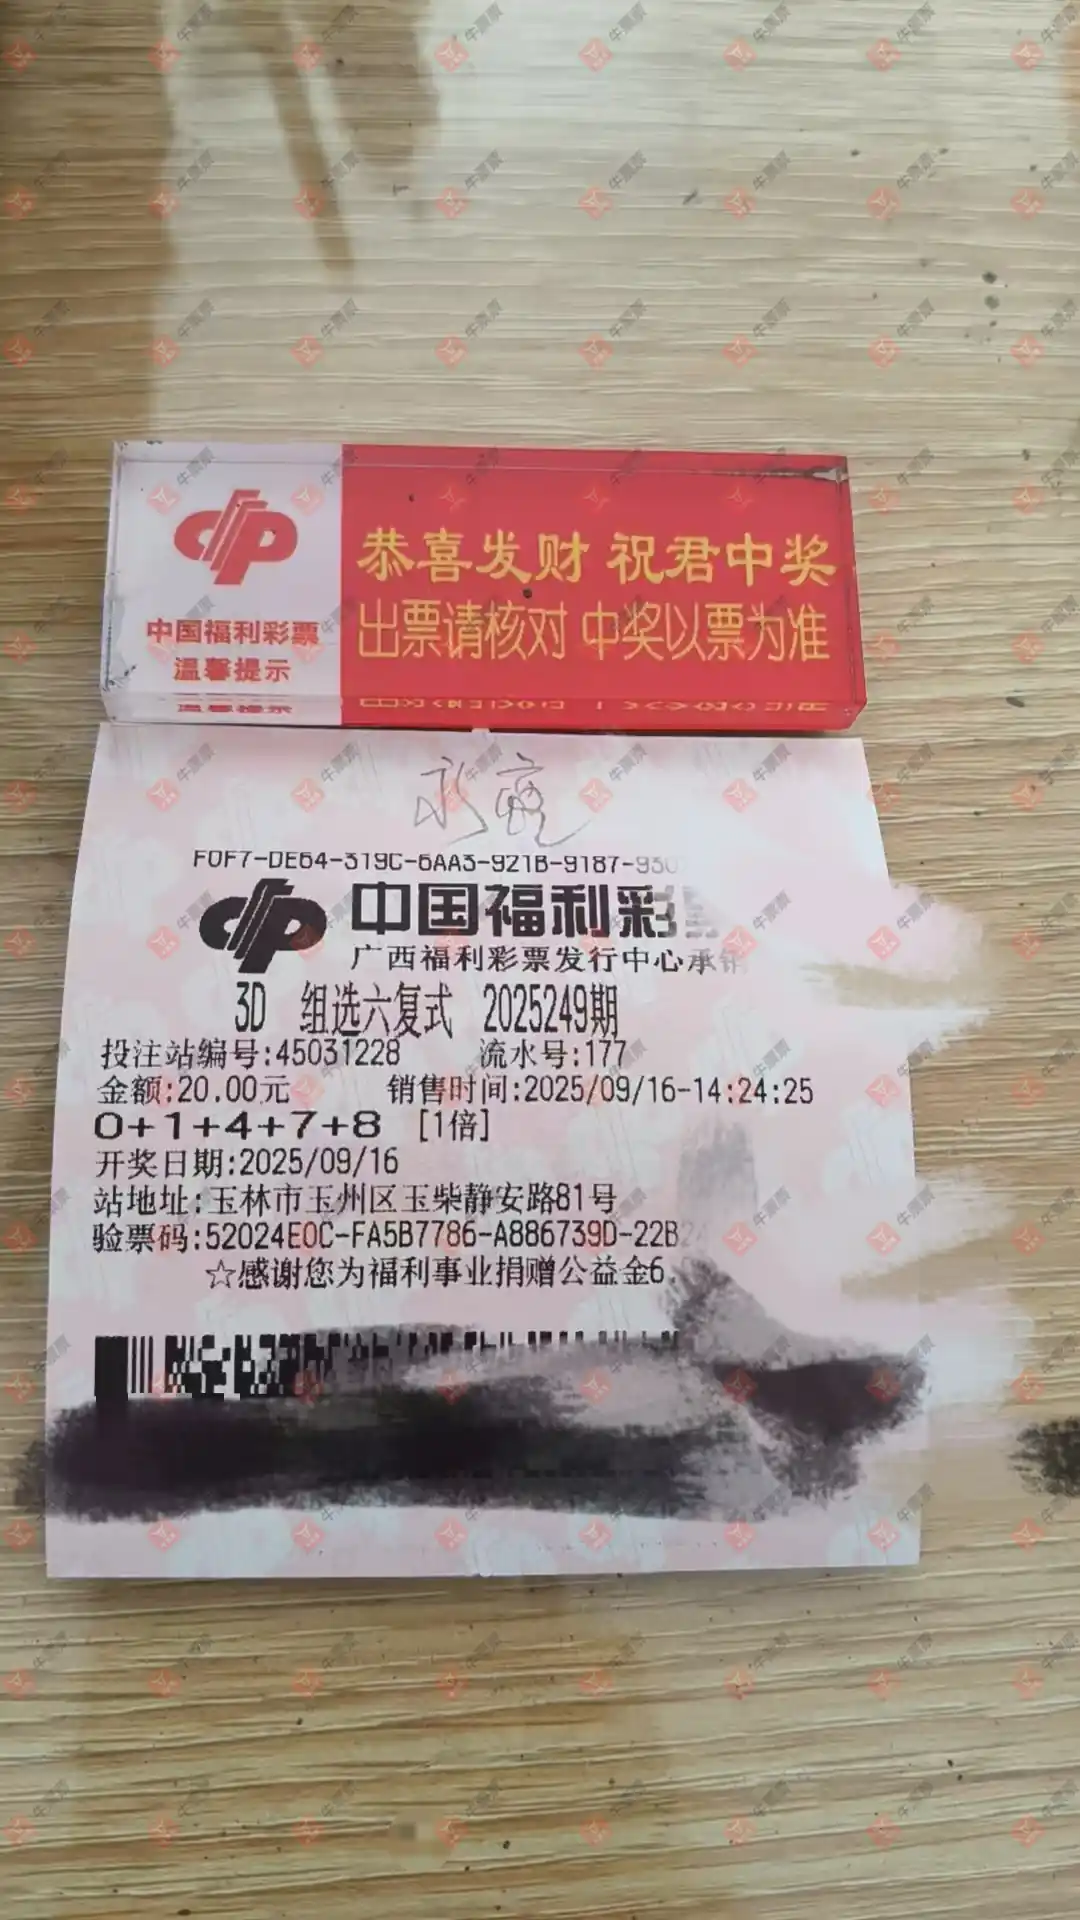 中国福利彩票
温馨提示
恭喜发财 祝君中奖
出票请核对 中奖以票为准
F0F7-DE64-319C-6AA3-921B-9187-930
中国福利彩
广西福利彩票发行中心承销
3D 组选六复式 2025249期
投注站编号:45031228 流水号:177
金额:20.00元 销售时间:2025/09/16-14:24:25
0+1+4+7+8 [1倍]
开奖日期:2025/09/16
站地址:玉林市玉州区玉柴静安路81号
验票码:52024E0C-FA5B7786-A886739D-22B
☆感谢您为福利事业捐赠公益金6.
牛票票